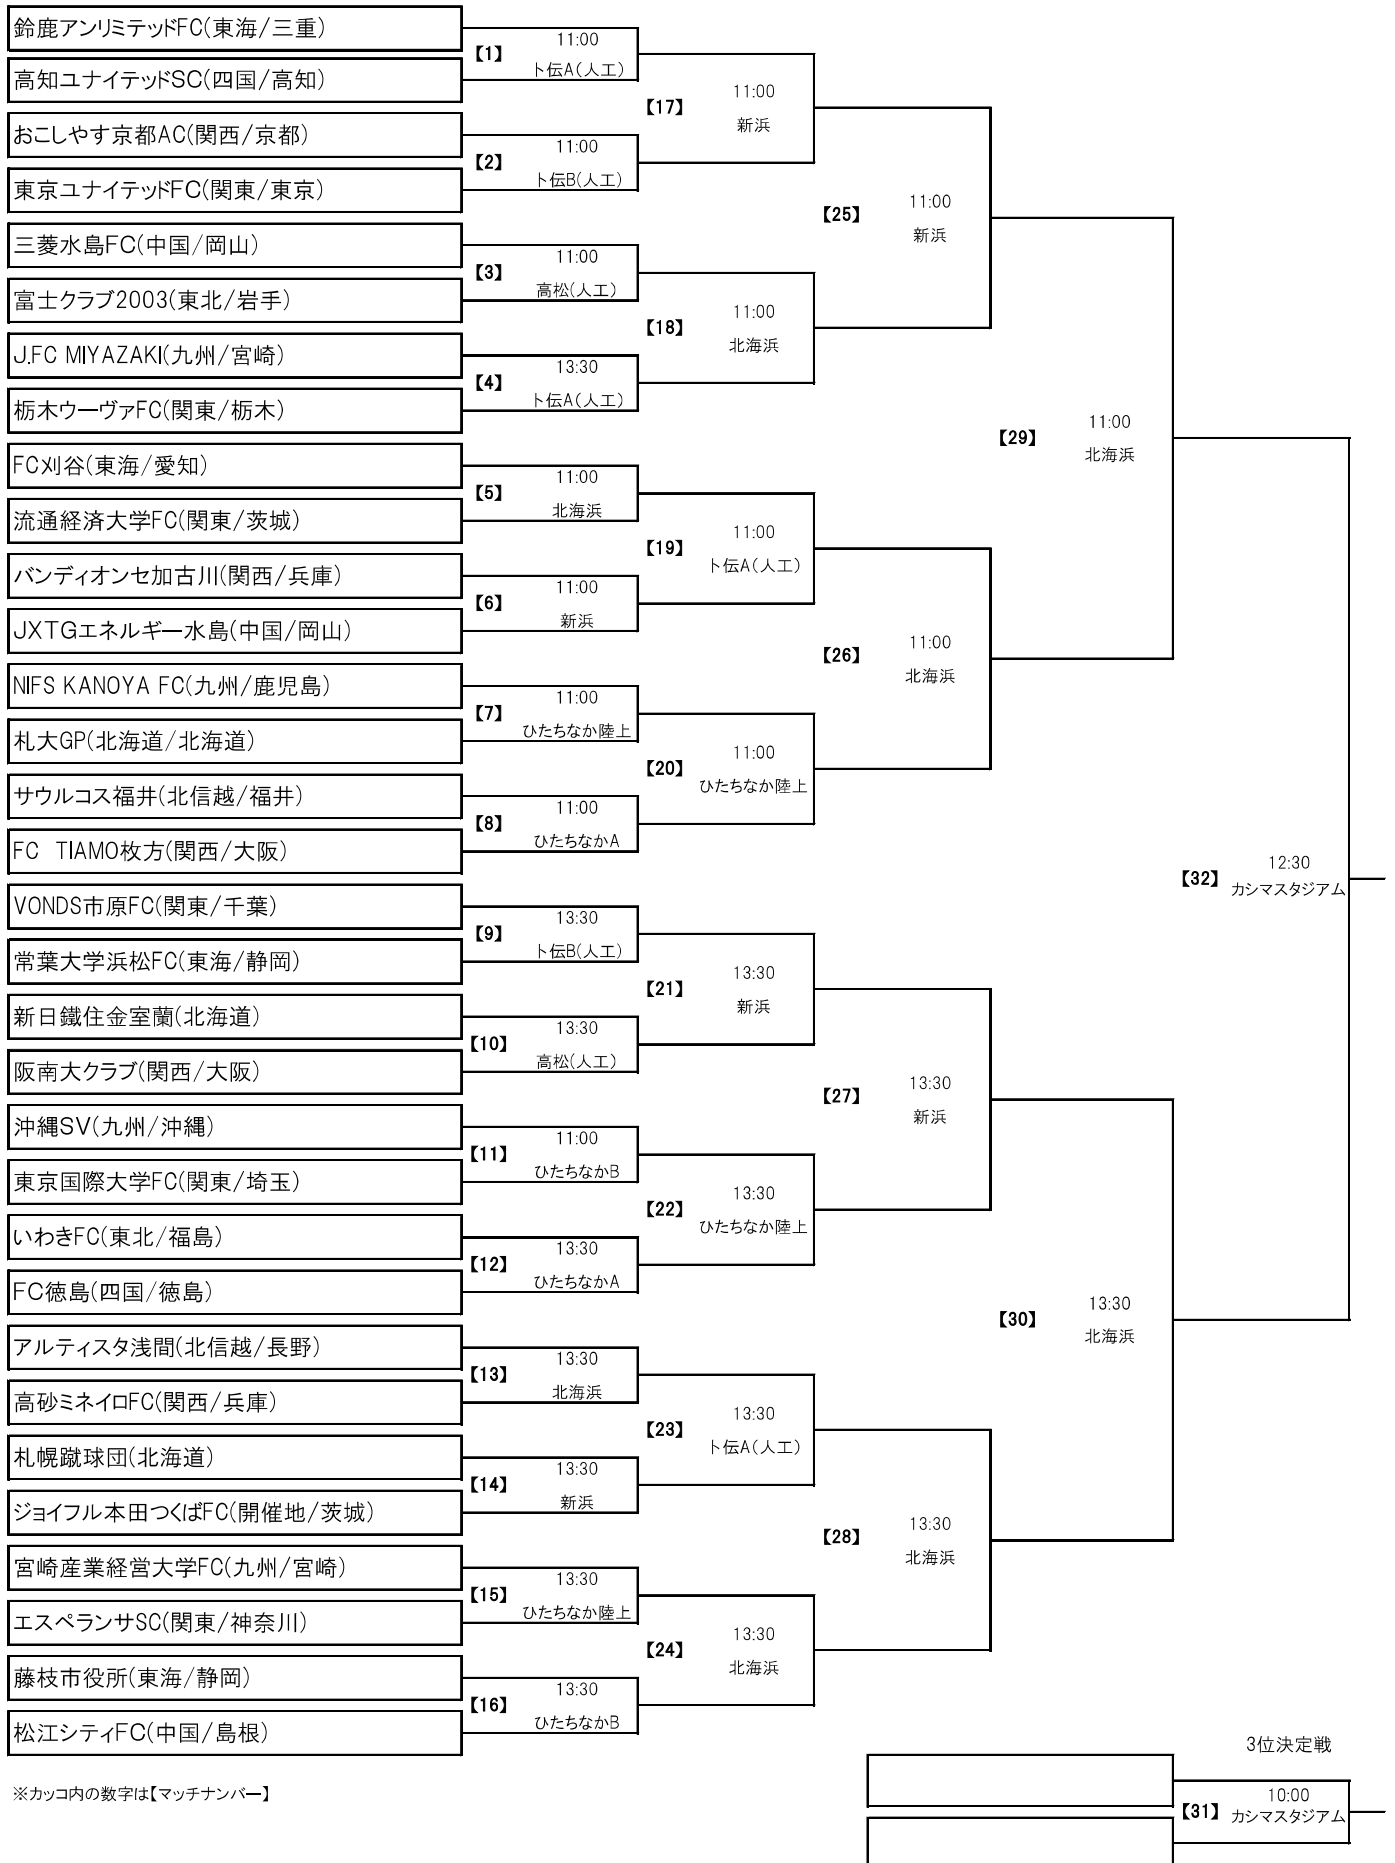 鈴鹿アンリミテッドFC(東海/三重)
【1】 11:00
卜伝A(人工)
高知ユナイテッドSC(四国/高知)
【17】 11:00
新浜
おこしやす京都AC(関西/京都)
【2】 11:00
卜伝B(人工)
東京ユナイテッドFC(関東/東京)
【25】 11:00
新浜
三菱水島FC(中国/岡山)
【3】 11:00
高松(人工)
富士クラブ2003(東北/岩手)
【18】 11:00
北海浜
J.FC MIYAZAKI(九州/宮崎)
【4】 13:30
卜伝A(人工)
栃木ウーヴァFC(関東/栃木)
【29】 11:00
北海浜
FC刈谷(東海/愛知)
【5】 11:00
北海浜
流通経済大学FC(関東/茨城)
【19】 11:00
卜伝A(人工)
バンディオンセ加古川(関西/兵庫)
【6】 11:00
新浜
JXTGエネルギー水島(中国/岡山)
【26】 11:00
北海浜
NIFS KANOYA FC(九州/鹿児島)
【7】 11:00
ひたちなか陸上
札大GP(北海道/北海道)
【20】 11:00
ひたちなか陸上
サウルコス福井(北信越/福井)
【8】 11:00
ひたちなかA
FC TIAMO枚方(関西/大阪)
【32】 12:30
カシマスタジアム
VONDS市原FC(関東/千葉)
【9】 13:30
卜伝B(人工)
常葉大学浜松FC(東海/静岡)
【21】 13:30
新浜
新日鐵住金室蘭(北海道)
【10】 13:30
高松(人工)
阪南大クラブ(関西/大阪)
【27】 13:30
新浜
沖縄SV(九州/沖縄)
【11】 11:00
ひたちなかB
東京国際大学FC(関東/埼玉)
【22】 13:30
ひたちなか陸上
いわきFC(東北/福島)
【12】 13:30
ひたちなかA
FC徳島(四国/徳島)
【30】 13:30
北海浜
アルティスタ浅間(北信越/長野)
【13】 13:30
北海浜
高砂ミネイロFC(関西/兵庫)
【23】 13:30
卜伝A(人工)
札幌蹴球団(北海道)
【14】 13:30
新浜
ジョイフル本田つくばFC(開催地/茨城)
【28】 13:30
北海浜
宮崎産業経営大学FC(九州/宮崎)
【15】 13:30
ひたちなか陸上
エスペランサSC(関東/神奈川)
【24】 13:30
北海浜
藤枝市役所(東海/静岡)
【16】 13:30
ひたちなかB
松江シティFC(中国/島根)
3位決定戦
※カッコ内の数字は【マッチナンバー】
【31】 10:00
カシマスタジアム